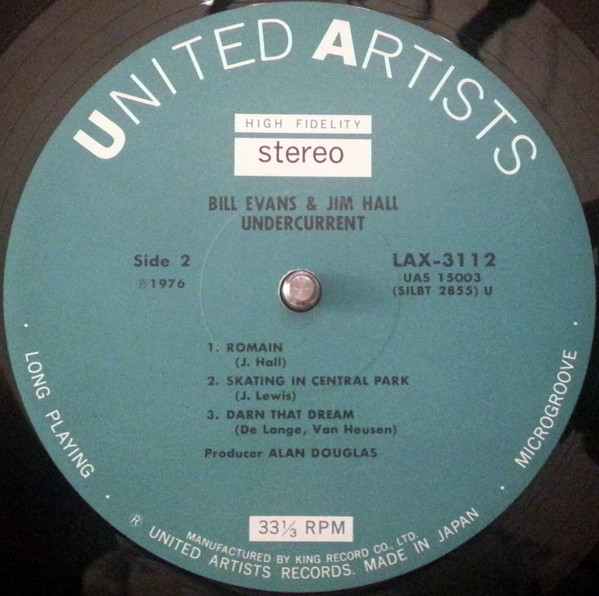 UNITED ARTISTS
HIGH FIDELITY
stereo
BILL EVANS & JIM HALL
UNDERCURRENT
Side 2
℗ 1976
LAX-3112
UAS 15003
(SILBT 2855) U
1. ROMAIN
(J. Hall)
2. SKATING IN CENTRAL PARK
(J. Lewis)
3. DARN THAT DREAM
(De Lange, Van Heusen)
Producer ALAN DOUGLAS
· LONG PLAYING ·
· MICROGROOVE ·
33⅓ RPM
MANUFACTURED BY KING RECORD CO., LTD.
® UNITED ARTISTS RECORDS. MADE IN JAPAN